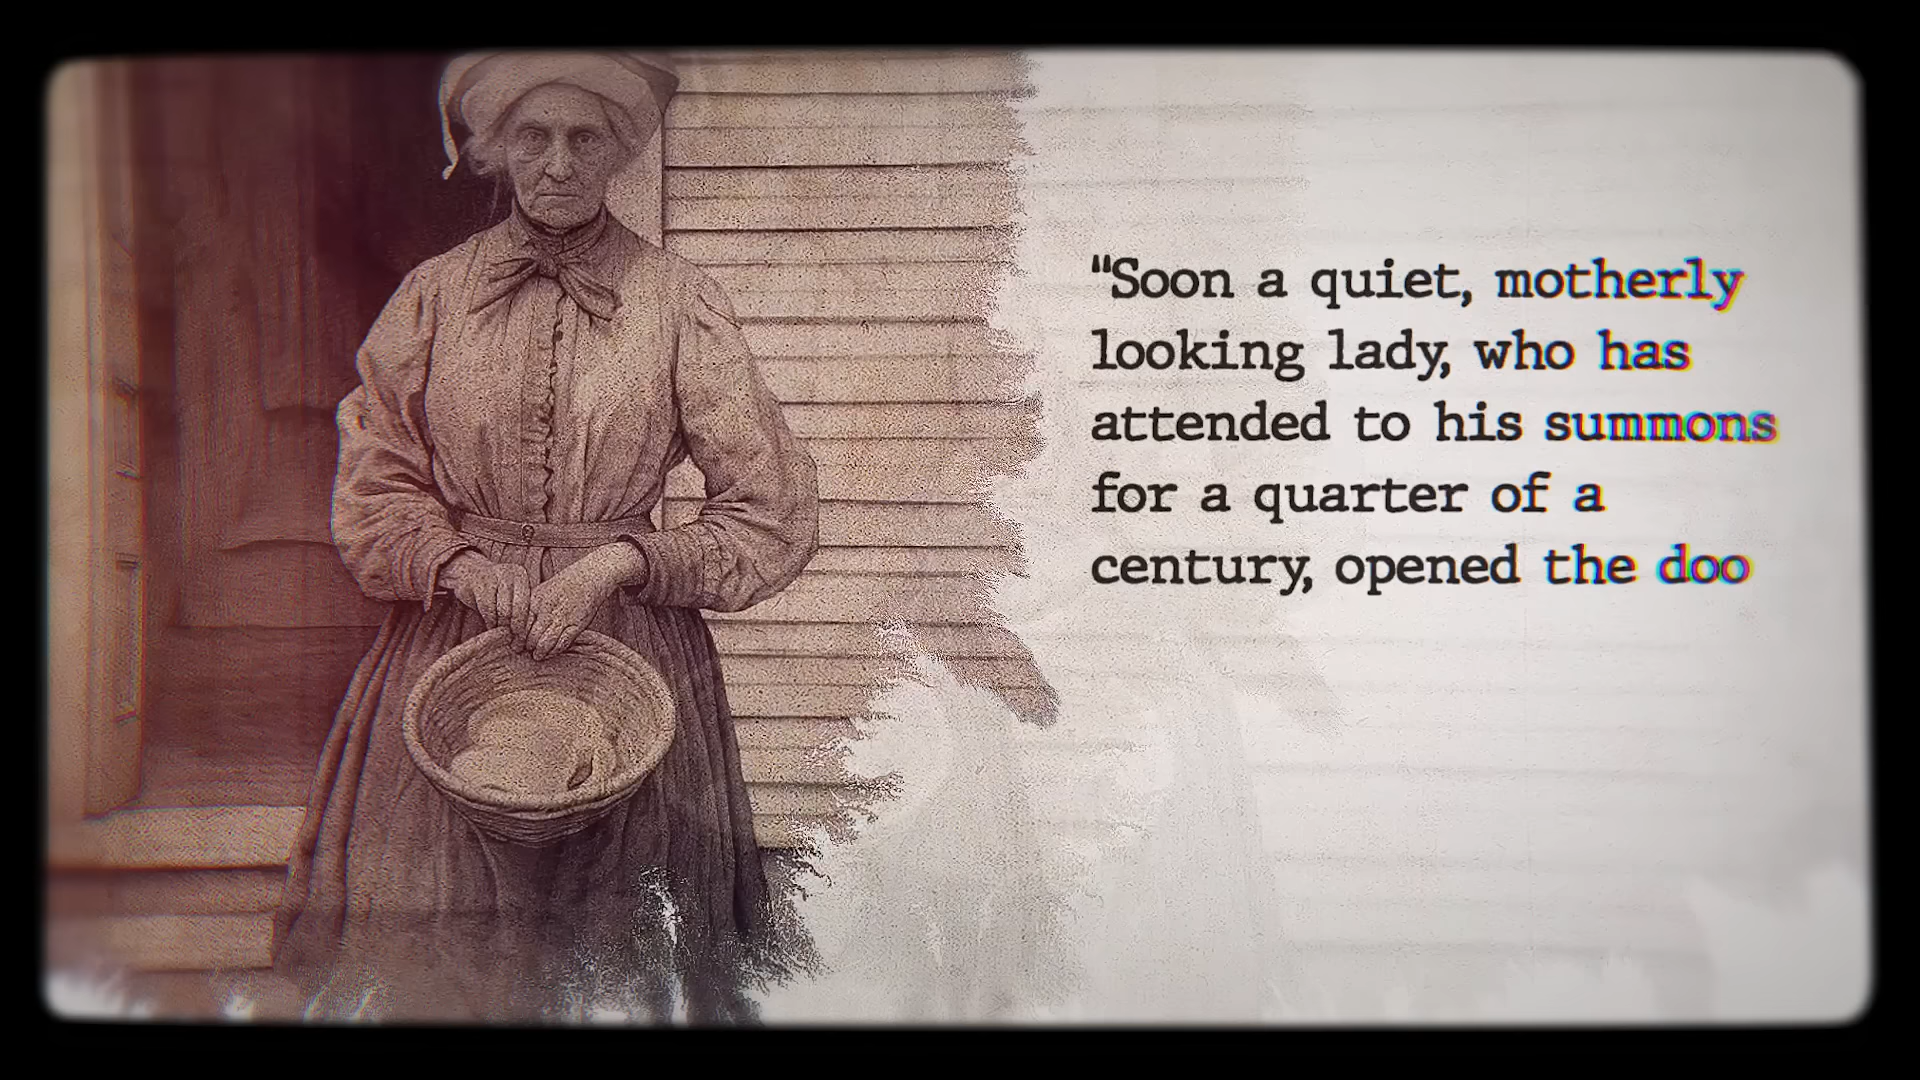 "Soon a quiet, motherly
looking lady, who has
attended to his summons
for a quarter of a
century, opened the doo